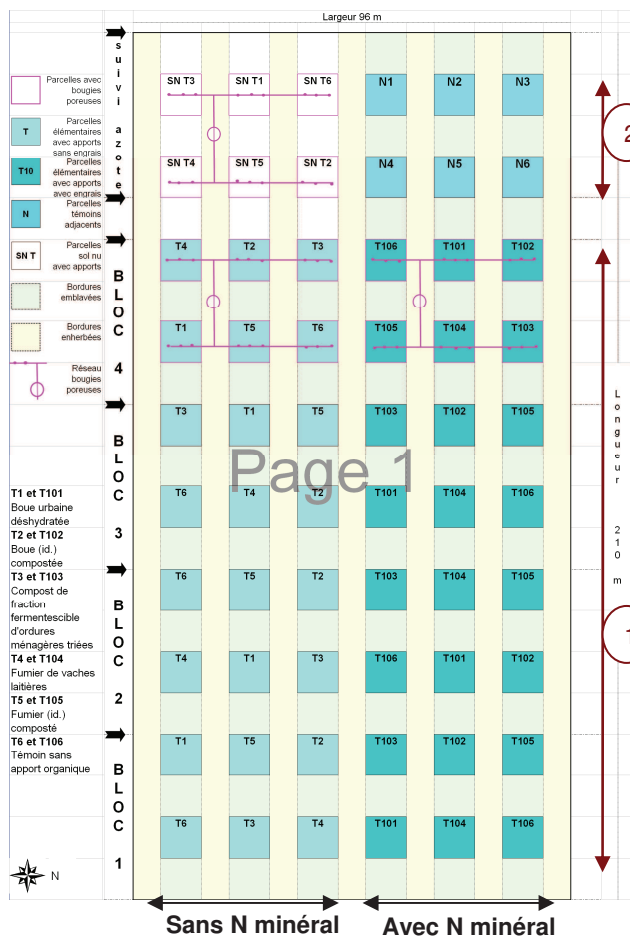 Largeur 96 m
suivi azote
Parcelles avec
bougies
poreuses
T
Parcelles
élémentaires
avec apports
sans engrais
T10
Parcelles
élémentaires
avec apports
avec engrais
N
Parcelles
témoins
adjacents
SN T
Parcelles
sol nu
avec apports
Bordures
emblavées
Bordures
enherbées
Réseau
bougies
poreuses
T1 et T101
Boue urbaine
déshydratée
T2 et T102
Boue (id.)
compostée
T3 et T103
Compost de
fraction
fermentescible
d'ordures
ménagères triées
T4 et T104
Fumier de vaches
laitières
T5 et T105
Fumier (id.)
composté
T6 et T106
Témoin sans
apport organique
N
SN T3 SN T1 SN T6 N1 N2 N3
SN T4 SN T5 SN T2 N4 N5 N6
BLOC 4
T4 T2 T3 T106 T101 T102
T1 T5 T6 T105 T104 T103
BLOC 3
T3 T1 T5 T103 T102 T105
T6 T4 T2 T101 T104 T106
BLOC 2
T6 T5 T2 T103 T104 T105
T4 T1 T3 T106 T101 T102
BLOC 1
T1 T5 T2 T103 T102 T105
T6 T3 T4 T101 T104 T106
Page 1
2
Longueur 210 m
1
Sans N minéral Avec N minéral